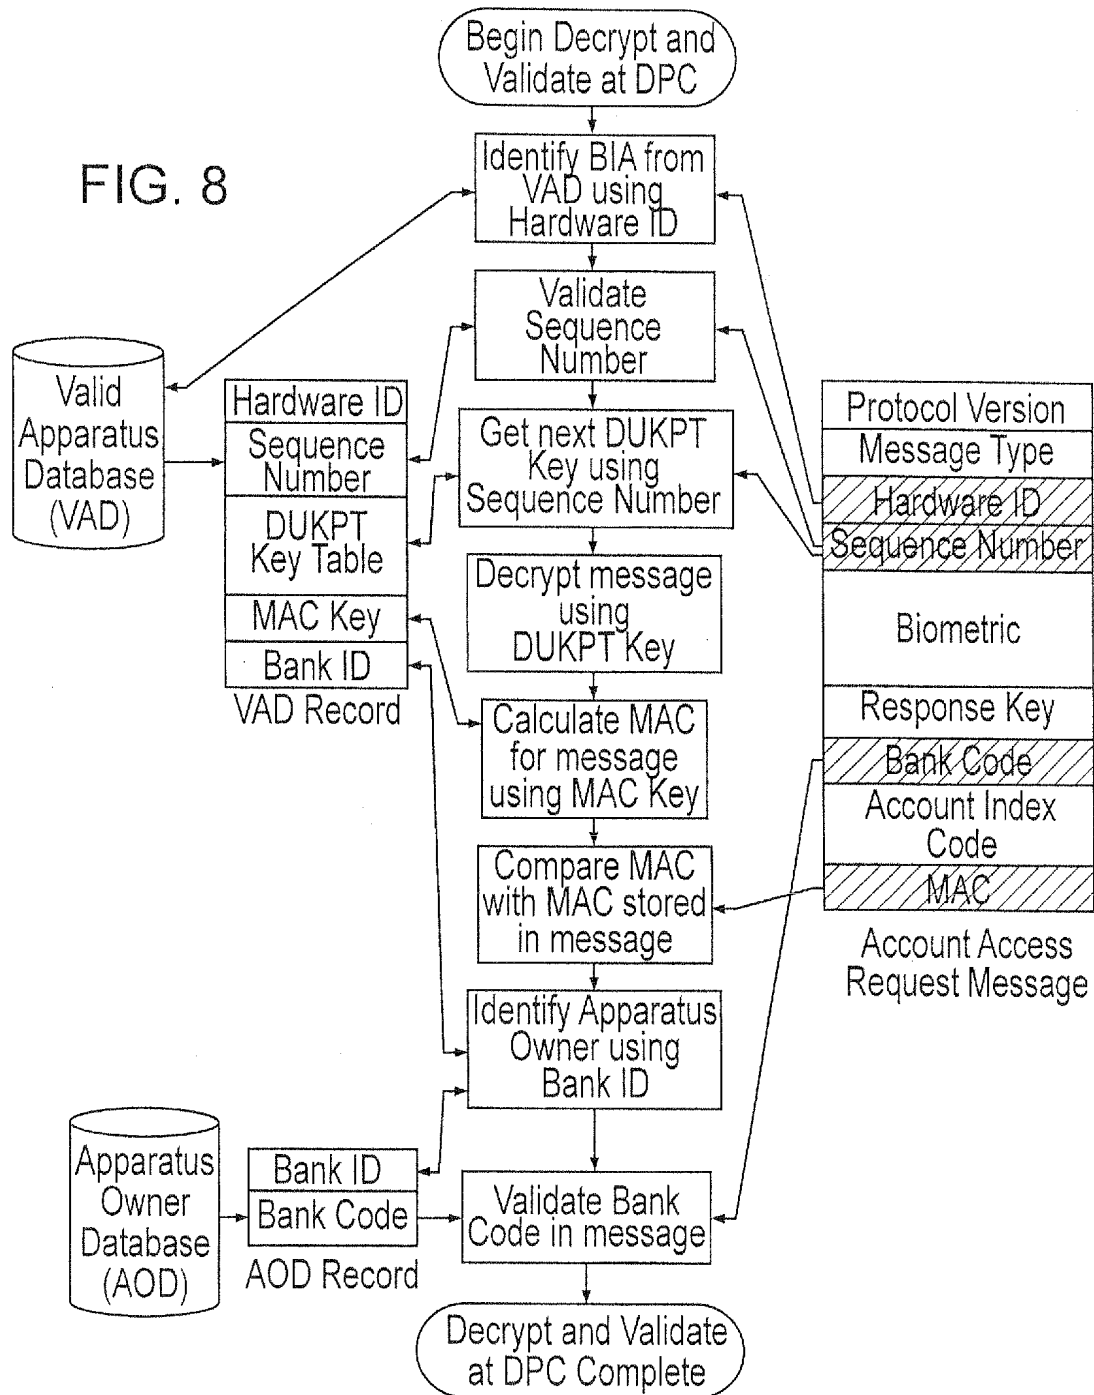 FIG. 8
Begin Decrypt and
Validate at DPC
Identify BIA from
VAD using
Hardware ID
Validate
Sequence
Number
Get next DUKPT
Key using
Sequence Number
Decrypt message
using
DUKPT Key
Calculate MAC
for message
using MAC Key
Compare MAC
with MAC stored
in message
Identify Apparatus
Owner using
Bank ID
Validate Bank
Code in message
Decrypt and Validate
at DPC Complete
Valid
Apparatus
Database
(VAD)
Hardware ID
Sequence
Number
DUKPT
Key Table
MAC Key
Bank ID
VAD Record
Apparatus
Owner
Database
(AOD)
Bank ID
Bank Code
AOD Record
Protocol Version
Message Type
Hardware ID
Sequence Number
Biometric
Response Key
Bank Code
Account Index
Code
MAC
Account Access
Request Message